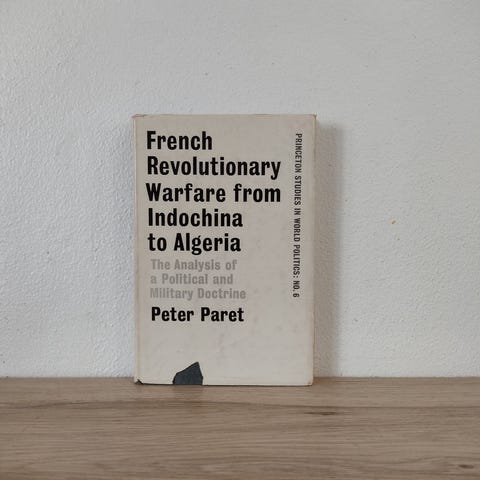 French
Revolutionary
Warfare from
Indochina
to Algeria
The Analysis of
a Political and
Military Doctrine
Peter Paret
PRINCETON STUDIES IN WORLD POLITICS: NO. 6